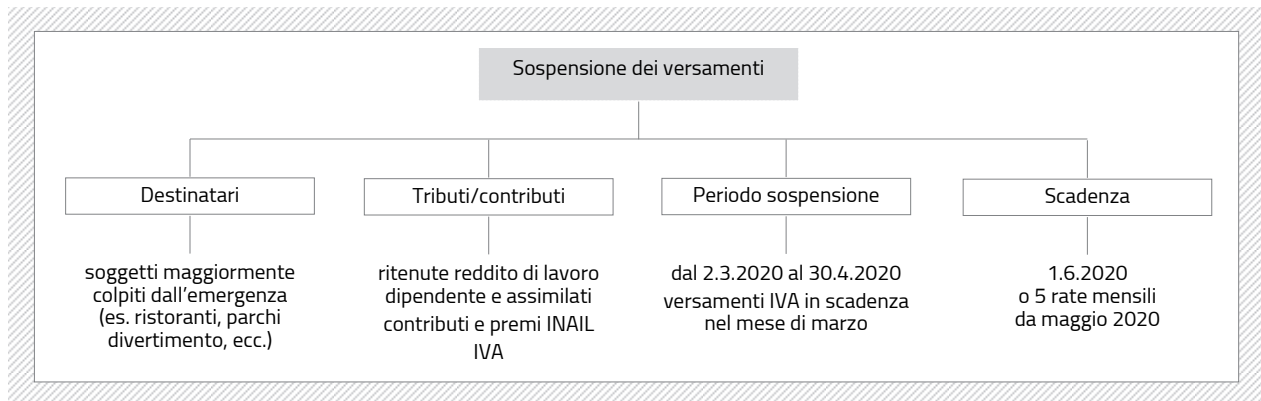 Sospensione dei versamenti
Destinatari
soggetti maggiormente
colpiti dall'emergenza
(es. ristoranti, parchi
divertimento, ecc.)
Tributi/contributi
ritenute reddito di lavoro
dipendente e assimilati
contributi e premi INAIL
IVA
Periodo sospensione
dal 2.3.2020 al 30.4.2020
versamenti IVA in scadenza
nel mese di marzo
Scadenza
1.6.2020
o 5 rate mensili
da maggio 2020